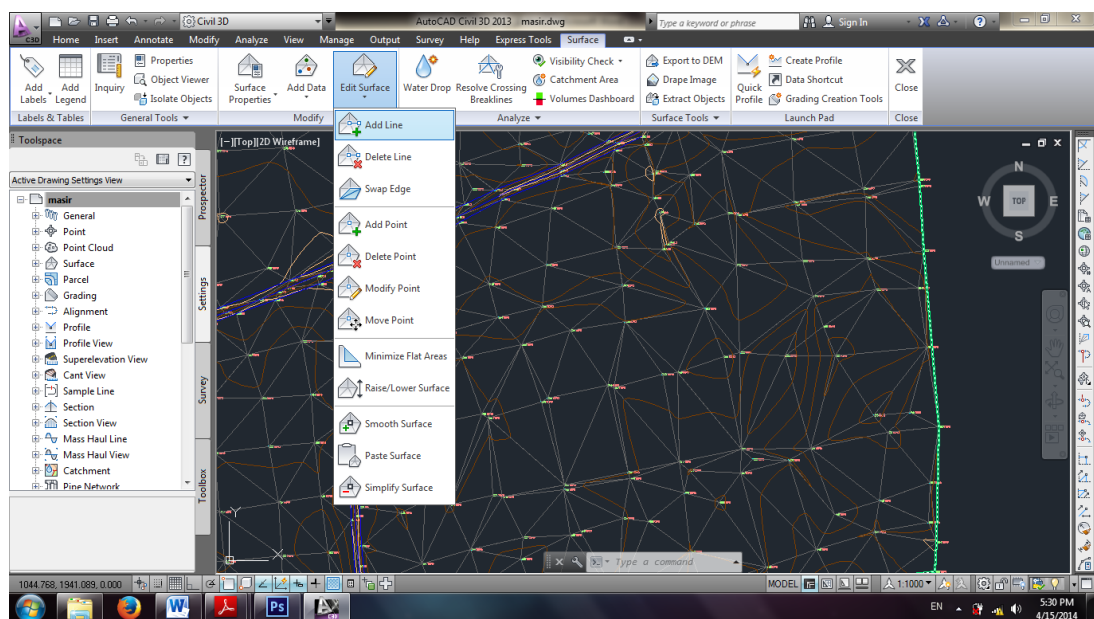 Civil 3D
AutoCAD Civil 3D 2013 masir.dwg
Type a keyword or phrase
Sign In
C3D
Home Insert Annotate Modify Analyze View Manage Output Survey Help Express Tools Surface
Add Labels
Add Legend
Inquiry
Properties
Object Viewer
Isolate Objects
Surface Properties
Add Data
Edit Surface
Water Drop
Resolve Crossing Breaklines
Visibility Check
Catchment Area
Volumes Dashboard
Export to DEM
Drape Image
Extract Objects
Quick Profile
Create Profile
Data Shortcut
Grading Creation Tools
Close
Labels & Tables
General Tools
Modify
Analyze
Surface Tools
Launch Pad
Close
Add Line
Delete Line
Swap Edge
Add Point
Delete Point
Modify Point
Move Point
Minimize Flat Areas
Raise/Lower Surface
Smooth Surface
Paste Surface
Simplify Surface
Toolspace
Active Drawing Settings View
masir
General
Point
Point Cloud
Surface
Parcel
Grading
Alignment
Profile
Profile View
Superelevation View
Cant View
Sample Line
Section
Section View
Mass Haul Line
Mass Haul View
Catchment
Pipe Network
Prospector
Settings
Survey
Toolbox
[-][Top][2D Wireframe]
N
W
TOP
E
S
Unnamed
Y
X
Type a command
1044.768, 1941.089, 0.000
MODEL
1:1000
W
Ps
C3D
EN
5:30 PM
4/15/2014